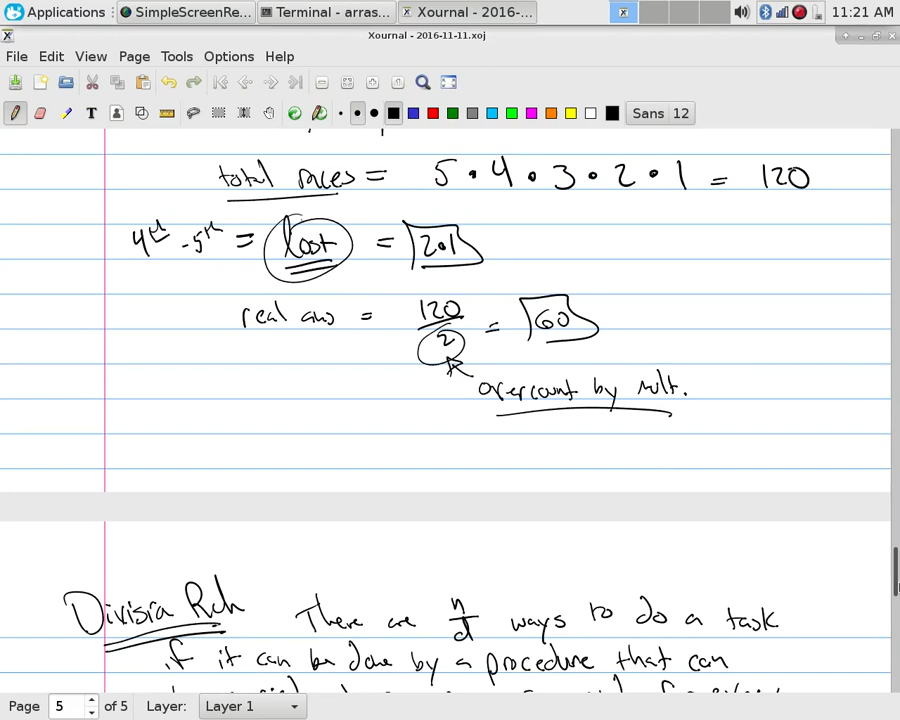 Applications SimpleScreenRe... Terminal - arras... Xournal - 2016-... 11:21 AM
Xournal - 2016-11-11.xoj
File Edit View Page Tools Options Help
Sans 12
total races = 5 · 4 · 3 · 2 · 1 = 120
4th - 5th = lost = 2·1
real ans = 120/2 = 60
overcount by mult.
Division Rule There are n/d ways to do a task
if it can be done by a procedure that can
Page 5 of 5 Layer: Layer 1